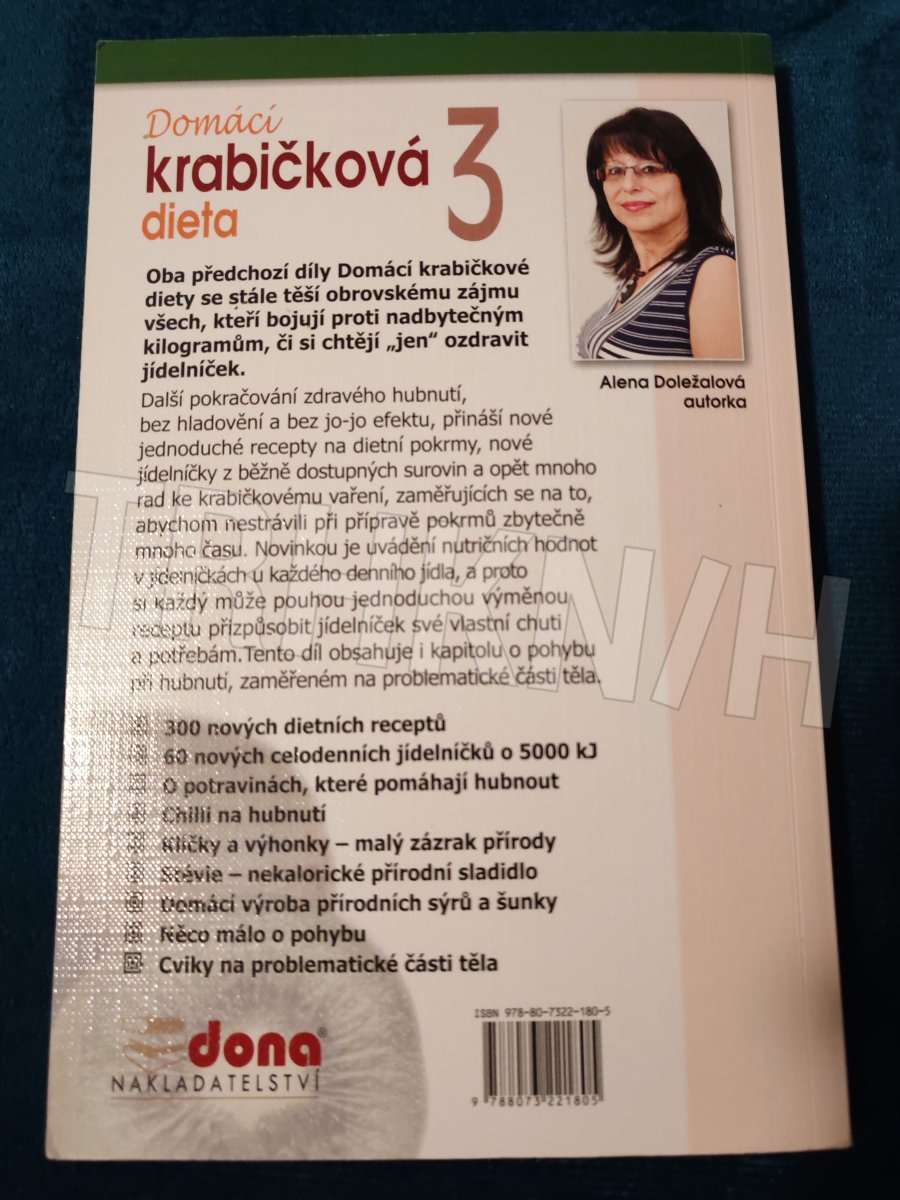 Domácí
krabičková
dieta
3
Oba předchozí díly Domácí krabičkové
diety se stále těší obrovskému zájmu
všech, kteří bojují proti nadbytečným
kilogramům, či si chtějí „jen“ ozdravit
jídelníček.
Alena Doležalová
autorka
Další pokračování zdravého hubnutí,
bez hladovění a bez jo-jo efektu, přináší nové
jednoduché recepty na dietní pokrmy, nové
jídelníčky z běžně dostupných surovin a opět mnoho
rad ke krabičkovému vaření, zaměřujících se na to,
abychom nestrávili při přípravě pokrmů zbytečně
mnoho času. Novinkou je uvádění nutričních hodnot
v jídelníčkách u každého denního jídla, a proto
si každý může pouhou jednoduchou výměnou
receptu přizpůsobit jídelníček své vlastní chuti
a potřebám. Tento díl obsahuje i kapitolu o pohybu
při hubnutí, zaměřeném na problematické části těla.
300 nových dietních receptů
60 nových celodenních jídelníčků o 5000 kJ
O potravinách, které pomáhají hubnout
Chilli na hubnutí
Klíčky a výhonky – malý zázrak přírody
Stévie – nekalorické přírodní sladidlo
Domácí výroba přírodních sýrů a šunky
Něco málo o pohybu
Cviky na problematické části těla
dona®
NAKLADATELSTVÍ
ISBN 978-80-7322-180-5
9 788073 221805